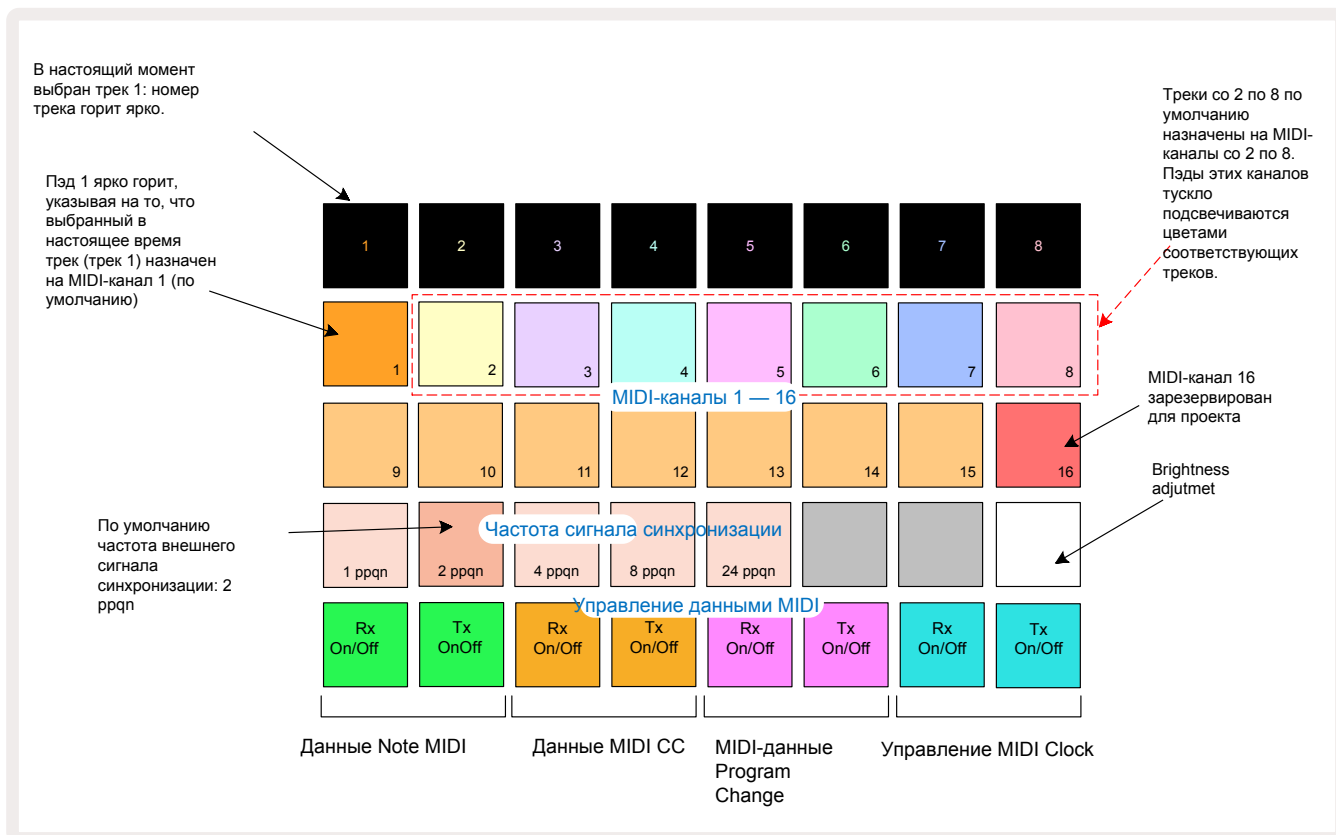 В настоящий момент
выбран трек 1: номер
трека горит ярко.
Пэд 1 ярко горит,
указывая на то, что
выбранный в
настоящее время
трек (трек 1) назначен
на MIDI-канал 1 (по
умолчанию)
Треки со 2 по 8 по
умолчанию
назначены на MIDI-
каналы со 2 по 8.
Пэды этих каналов
тускло
подсвечиваются
цветами
соответствующих
треков.
1 2 3 4 5 6 7 8
1 2 3 4 5 6 7 8
MIDI-каналы 1 — 16
MIDI-канал 16
зарезервирован
для проекта
9 10 11 12 13 14 15 16
Brightness
adjutmet
По умолчанию
частота внешнего
сигнала
синхронизации: 2
ppqn
Частота сигнала синхронизации
1 ppqn 2 ppqn 4 ppqn 8 ppqn 24 ppqn
Управление данными MIDI
Rx Tx Rx Tx Rx Tx Rx Tx
On/Off OnOff On/Off On/Off On/Off On/Off On/Off On/Off
Данные Note MIDI
Данные MIDI CC
MIDI-данные
Program
Change
Управление MIDI Clock